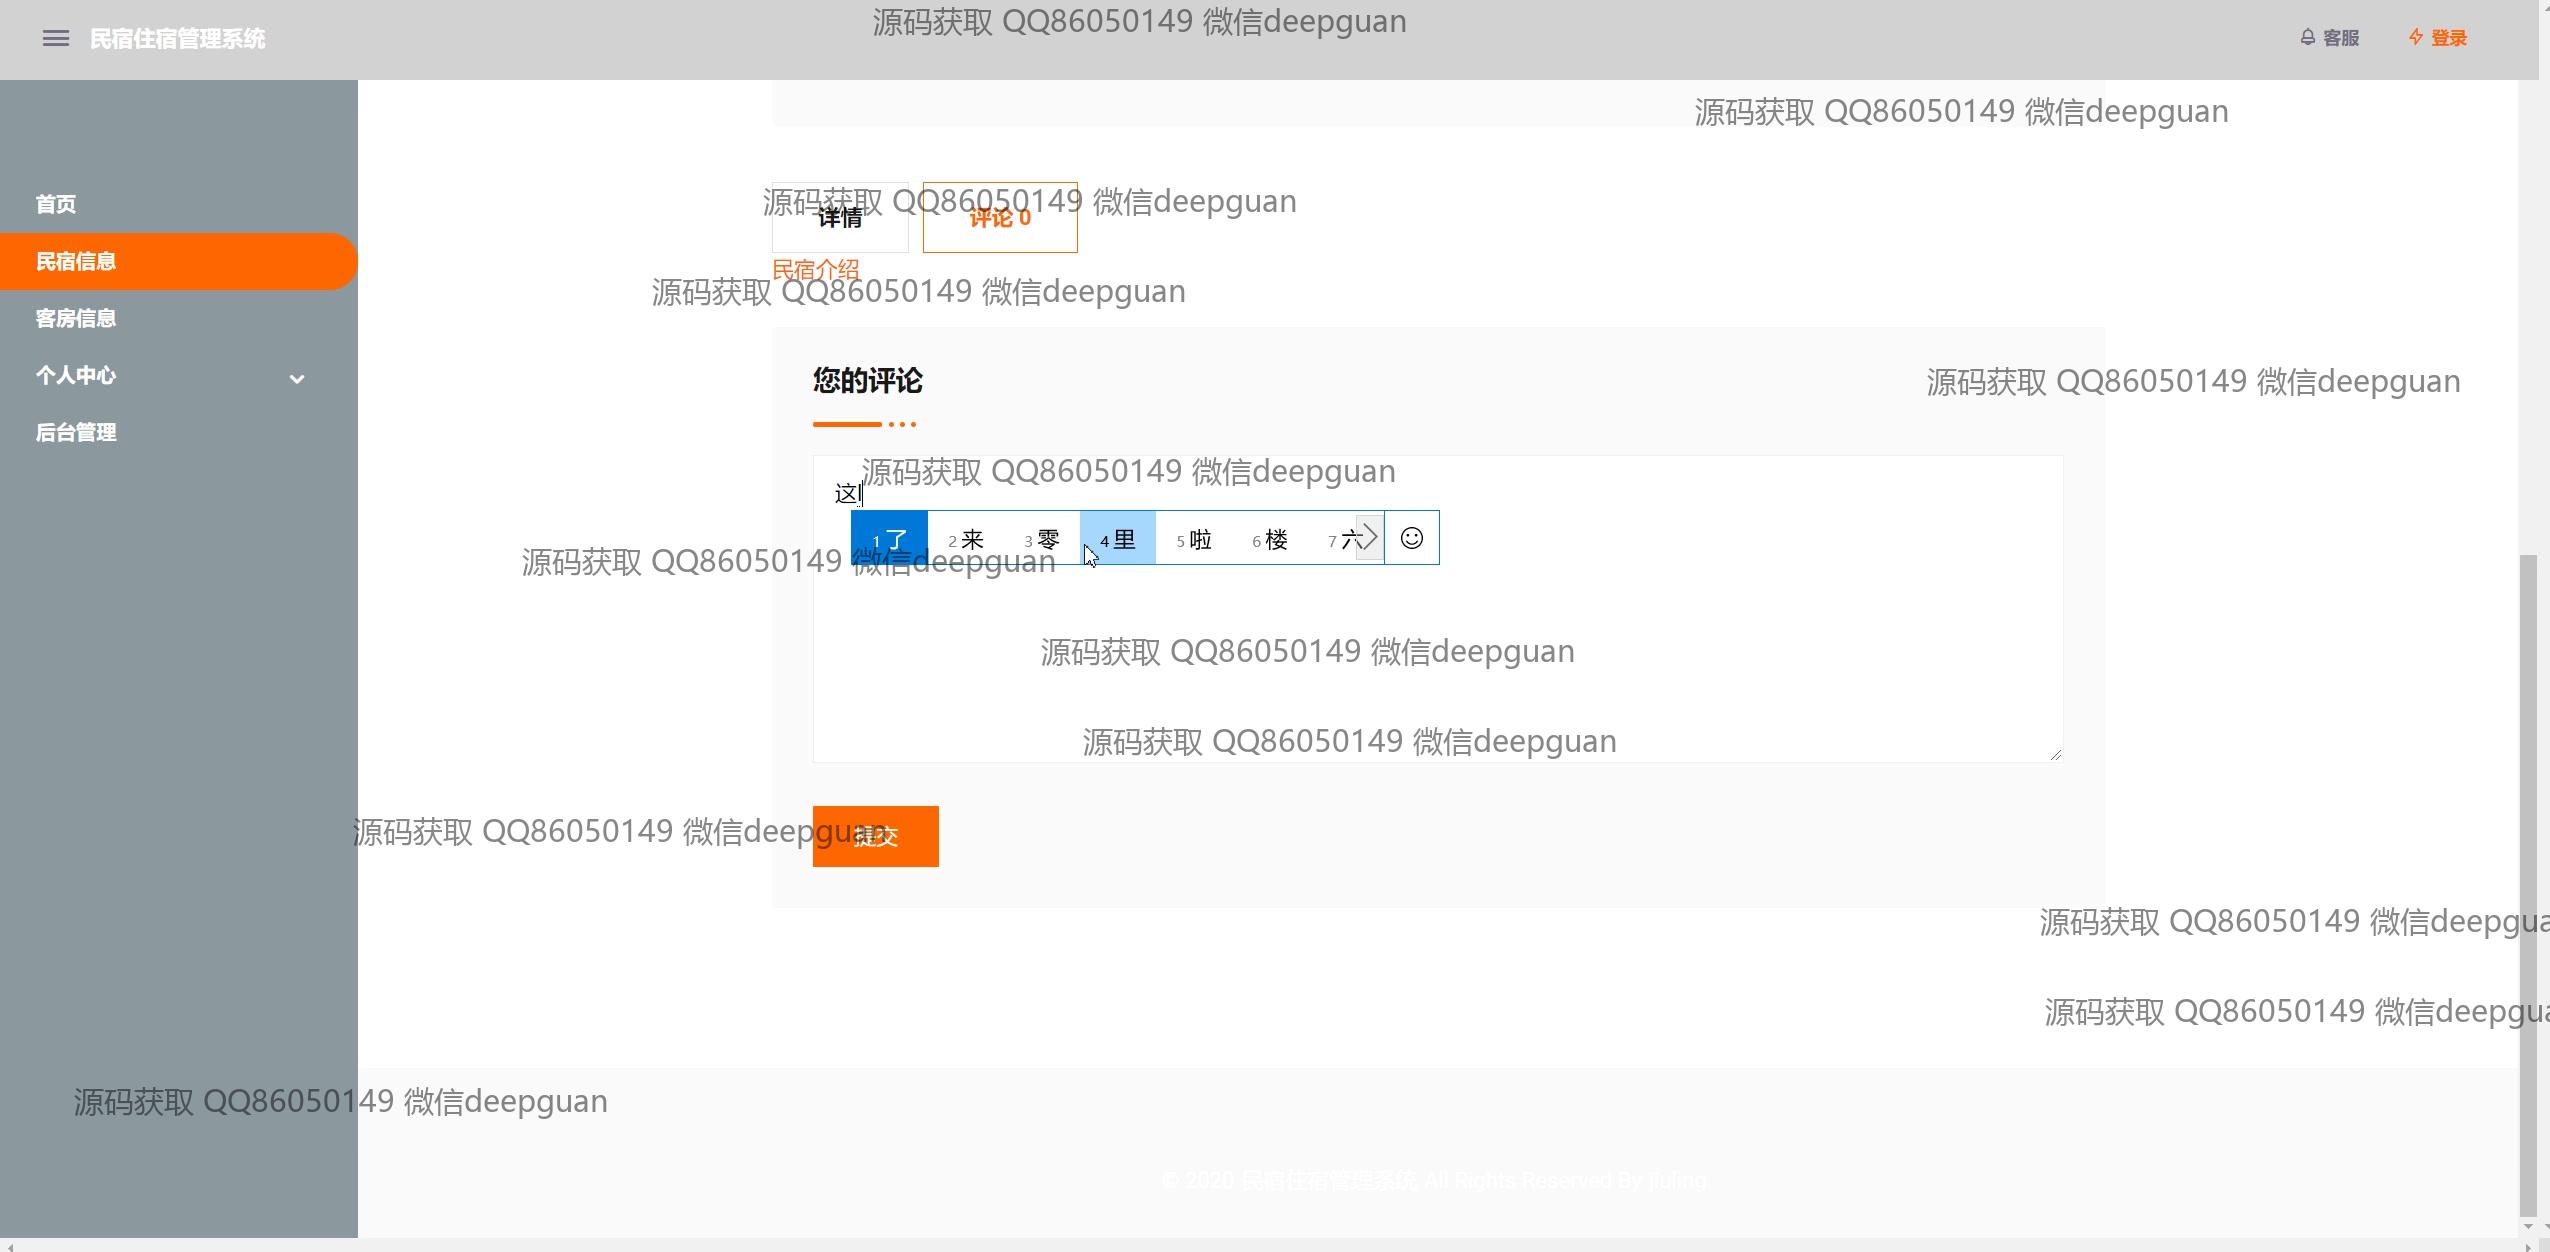 民宿住宿管理系统
源码获取 QQ86050149 微信deepguan
客服
登录
源码获取 QQ86050149 微信deepguan
首页
民宿信息
客房信息
个人中心
后台管理
源码获取 QQ86050149 微信deepguan
详情
评论 0
民宿介绍
源码获取 QQ86050149 微信deepguan
您的评论
源码获取 QQ86050149 微信deepguan
源码获取 QQ86050149 微信deepguan
这l
1 了 2 来 3 零 4 里 5 啦 6 楼 7 六
源码获取 QQ86050149 微信deepguan
源码获取 QQ86050149 微信deepguan
源码获取 QQ86050149 微信deepguan
源码获取 QQ86050149 微信deepguan
提交
源码获取 QQ86050149 微信deepgua
源码获取 QQ86050149 微信deepgua
源码获取 QQ86050149 微信deepguan
© 2020 民宿住宿管理系统 All Rights Reserved By jiuling